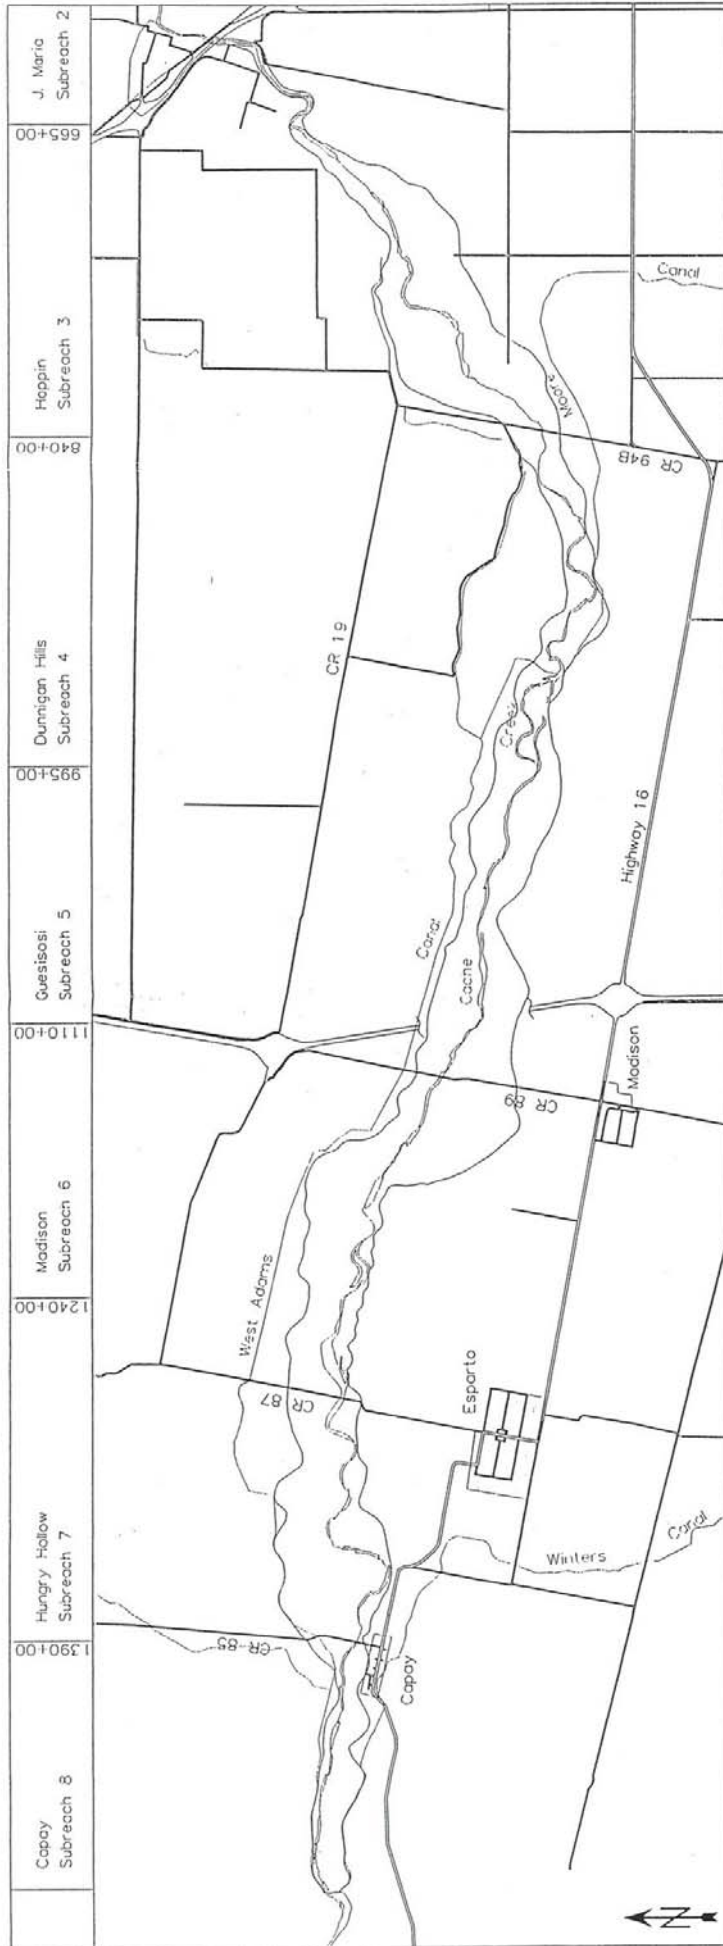 Capay
Subreach 8
1390+00
Hungry Hollow
Subreach 7
1240+00
Madison
Subreach 6
1110+00
Guesisosi
Subreach 5
995+00
Dunnigan Hills
Subreach 4
840+00
Hoppin
Subreach 3
665+00
J. Maria
Subreach 2
West Adams
Canal
CR 19
CR 85
CR 87
CR 89
CR 94B
Cache
Creek
Moore
Canal
Capay
Esparto
Madison
Highway 16
Winters
Canal
N